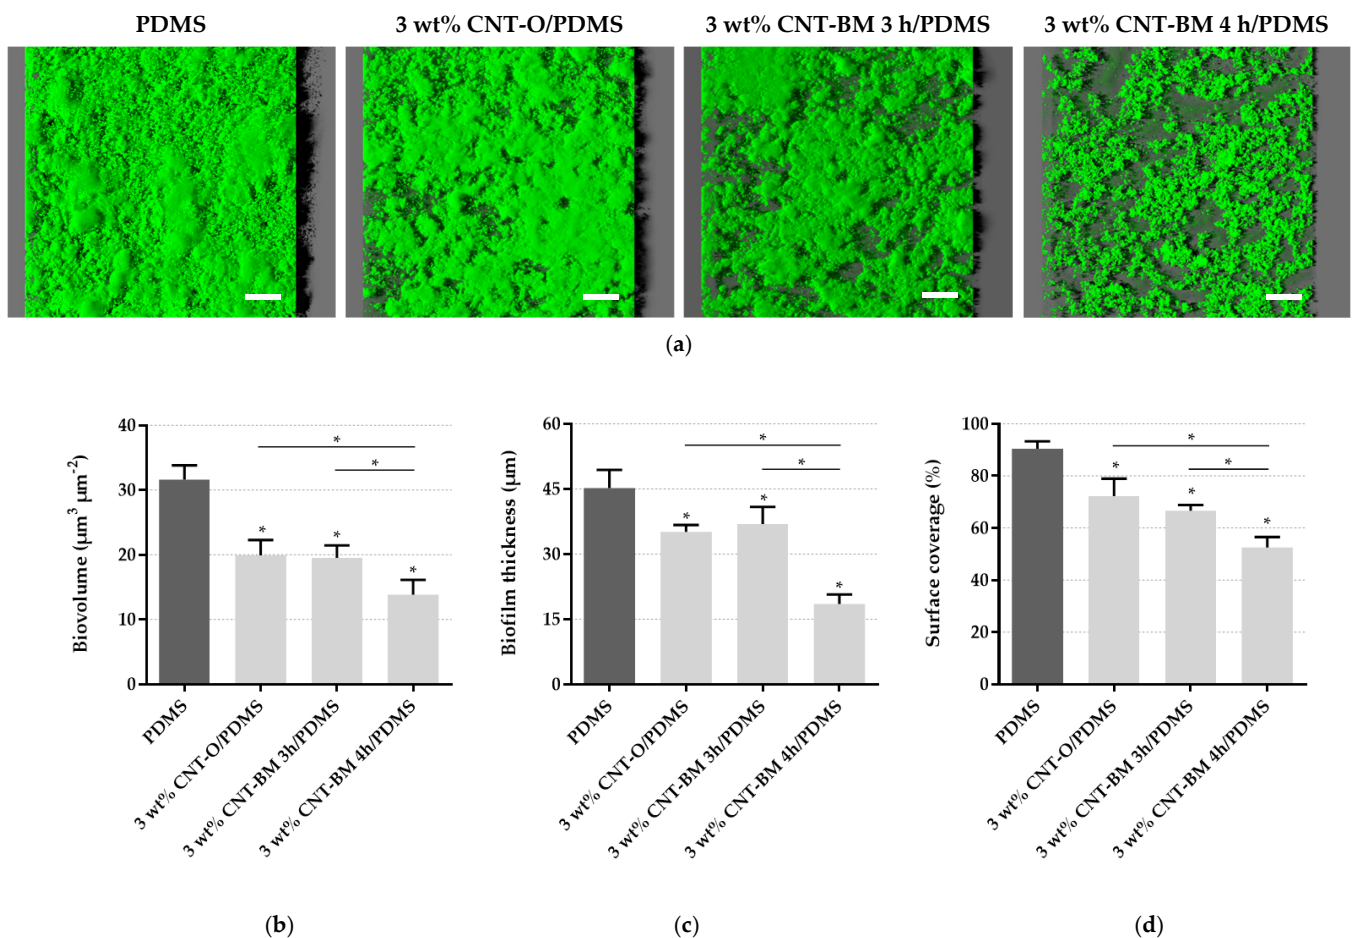 PDMS
3 wt% CNT-O/PDMS
3 wt% CNT-BM 3 h/PDMS
3 wt% CNT-BM 4 h/PDMS
(a)
Biovolume (μm³ μm⁻²)
40
30
20
10
0
*
*
*
*
*
PDMS
3 wt% CNT-O/PDMS
3 wt% CNT-BM 3h/PDMS
3 wt% CNT-BM 4h/PDMS
(b)
Biofilm thickness (μm)
60
45
30
15
0
*
*
*
*
*
PDMS
3 wt% CNT-O/PDMS
3 wt% CNT-BM 3h/PDMS
3 wt% CNT-BM 4h/PDMS
(c)
Surface coverage (%)
100
80
60
40
20
0
*
*
*
*
*
PDMS
3 wt% CNT-O/PDMS
3 wt% CNT-BM 3h/PDMS
3 wt% CNT-BM 4h/PDMS
(d)